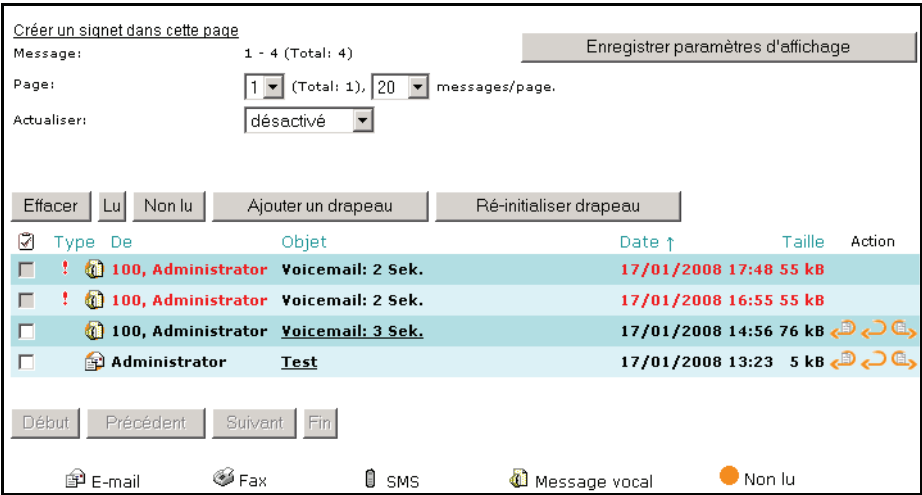 Créer un signet dans cette page
Message: 1 - 4 (Total: 4) Enregistrer paramètres d'affichage
Page: 1 (Total: 1), 20 messages/page.
Actualiser: désactivé
Effacer Lu Non lu Ajouter un drapeau Ré-initialiser drapeau
Type De Objet Date ↑ Taille Action
! 100, Administrator Voicemail: 2 Sek. 17/01/2008 17:48 55 kB
! 100, Administrator Voicemail: 2 Sek. 17/01/2008 16:55 55 kB
100, Administrator Voicemail: 3 Sek. 17/01/2008 14:56 76 kB
Administrator Test 17/01/2008 13:23 5 kB
Début Précédent Suivant Fin
E-mail Fax SMS Message vocal Non lu